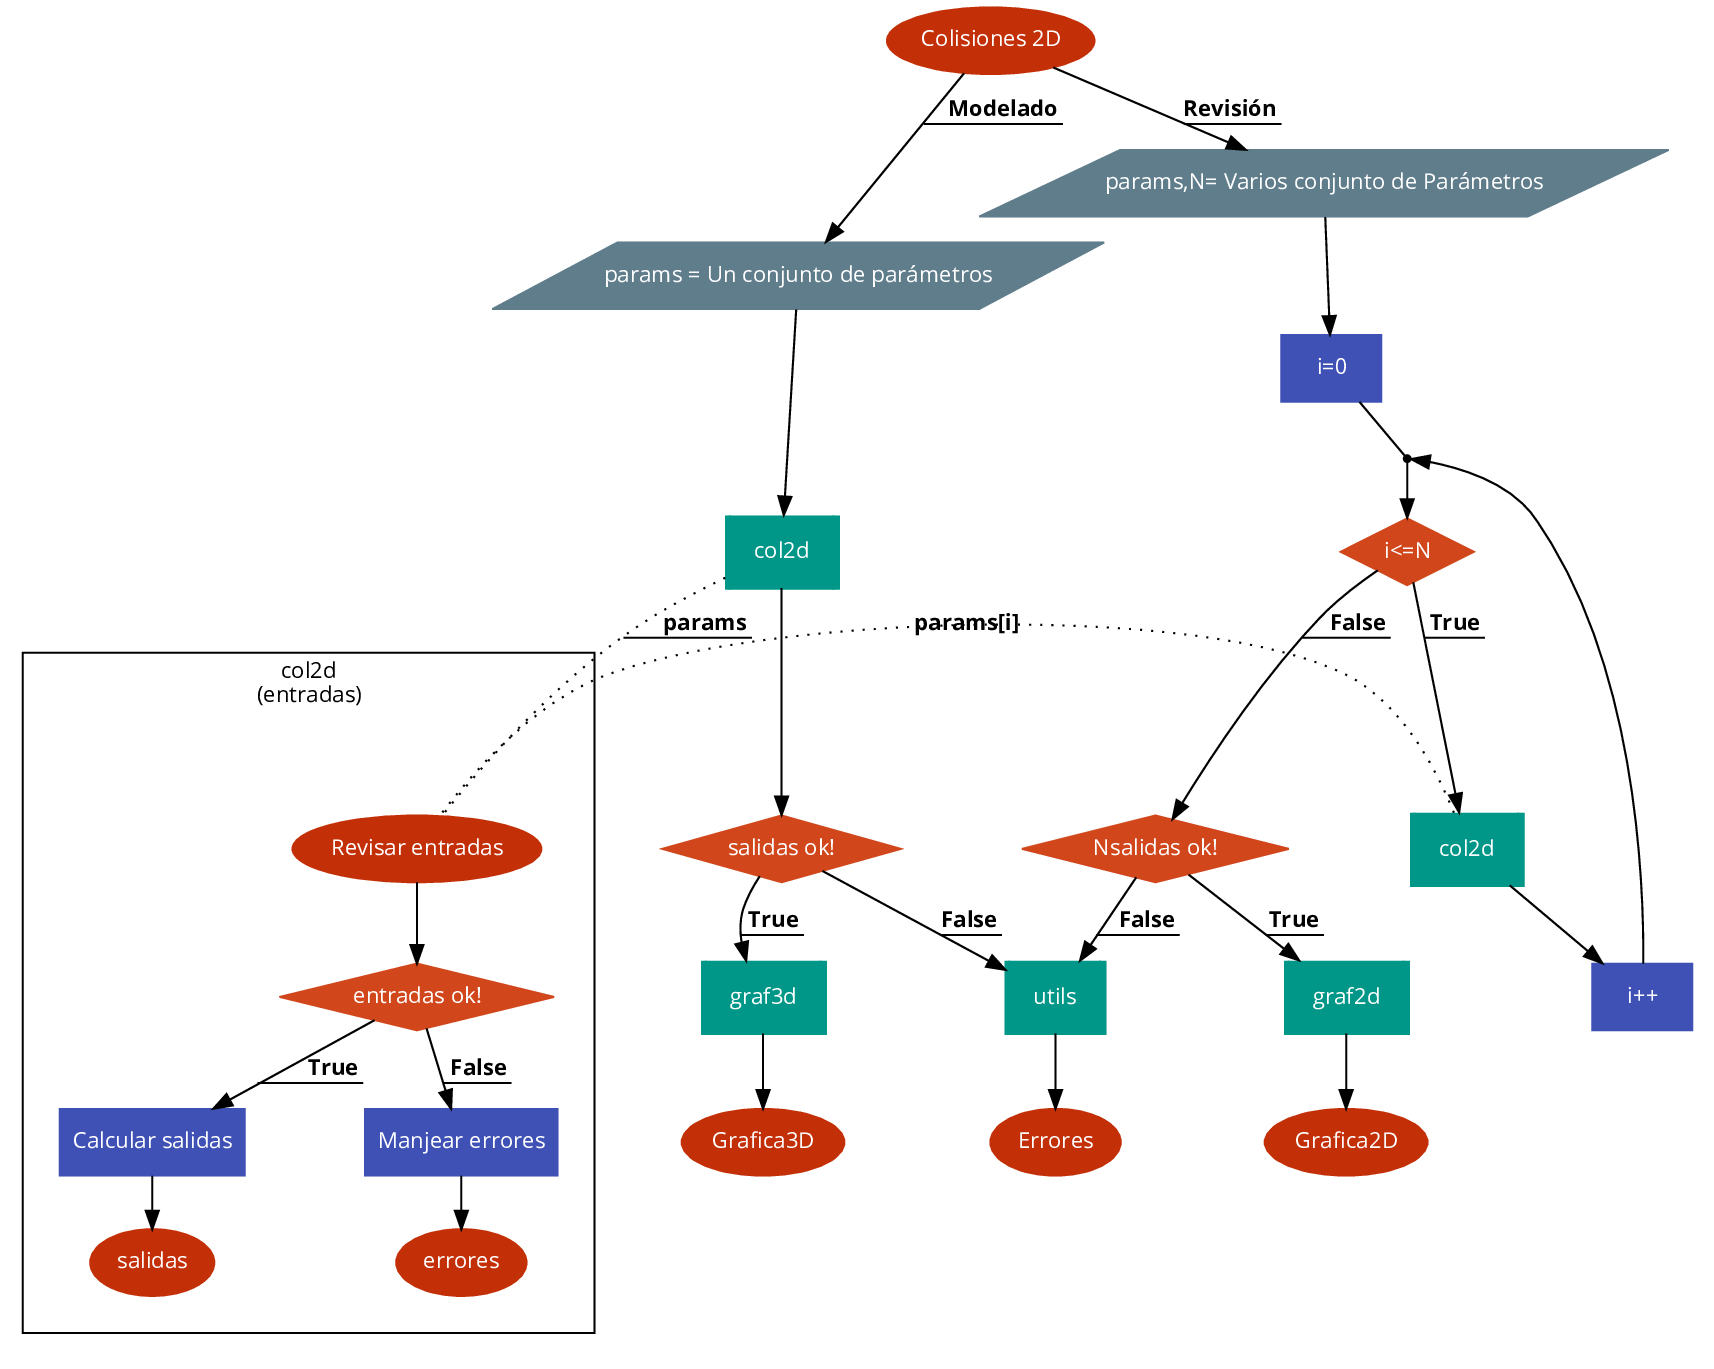 Colisiones 2D
Modelado
Revisión
params,N= Varios conjunto de Parámetros
params = Un conjunto de parámetros
i=0
col2d
i<=N
params
params[i]
False
True
col2d
(entradas)
Revisar entradas
salidas ok!
Nsalidas ok!
col2d
True
False
False
True
entradas ok!
graf3d
utils
graf2d
i++
True
False
Calcular salidas
Manjear errores
Grafica3D
Errores
Grafica2D
salidas
errores